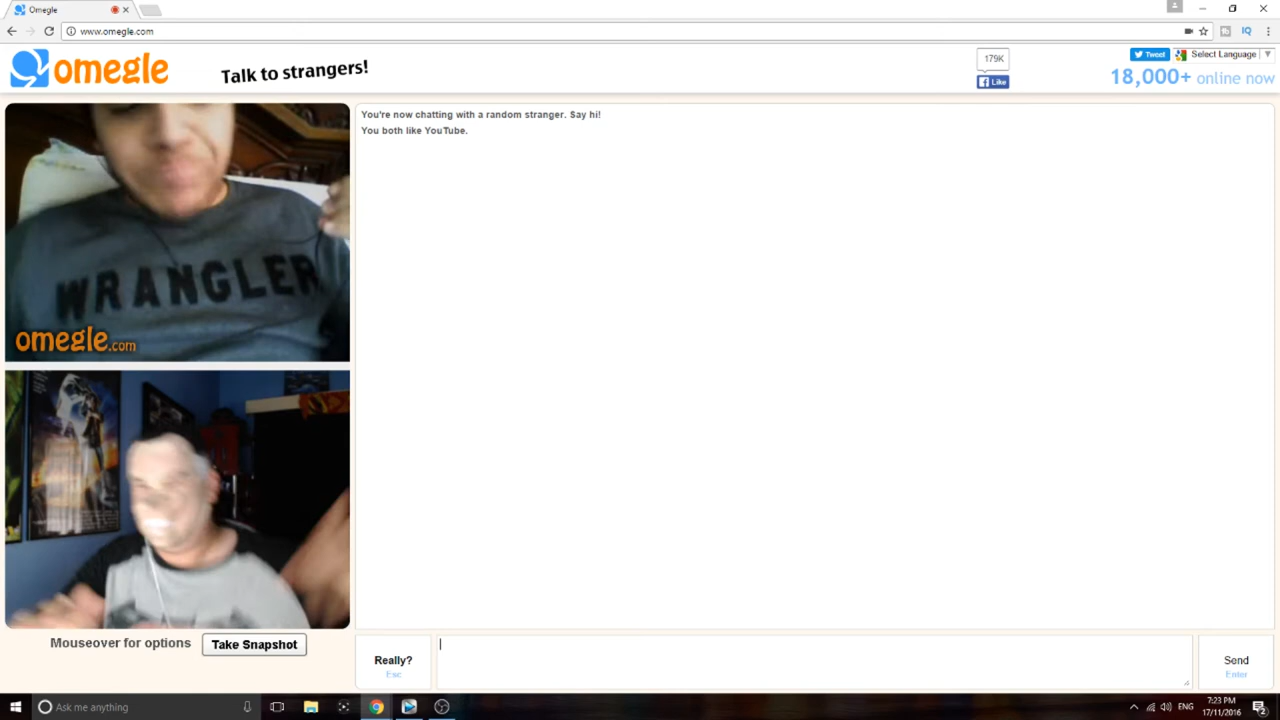 Omegle
www.omegle.com
omegle
Talk to strangers!
179K
Like
Tweet
Select Language
18,000+ online now
You're now chatting with a random stranger. Say hi!
You both like YouTube.
WRANGLER
omegle.com
Mouseover for options
Take Snapshot
Really?
Esc
Send
Enter
Ask me anything
ENG
7:23 PM
17/11/2016
2
IQ